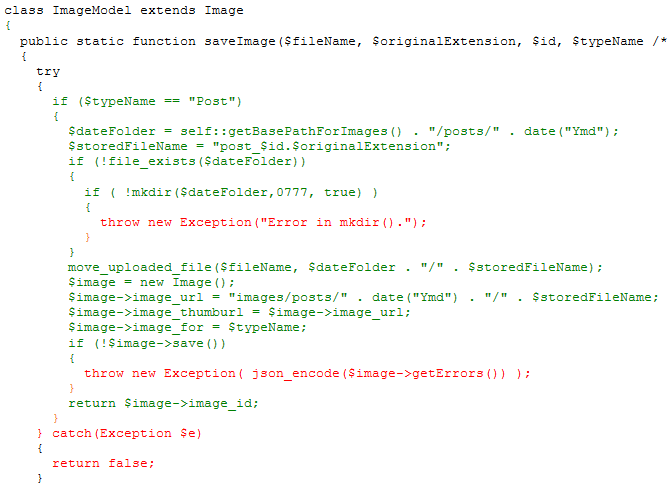 class ImageModel extends Image
{
  public static function saveImage($fileName, $originalExtension, $id, $typeName /*
  {
    try
    {
      if ($typeName == "Post")
      {
        $dateFolder = self::getBasePathForImages() . "/posts/" . date("Ymd");
        $storedFileName = "post_$id.$originalExtension";
        if (!file_exists($dateFolder))
        {
          if ( !mkdir($dateFolder,0777, true) )
          {
            throw new Exception("Error in mkdir().");
          }
        }
        move_uploaded_file($fileName, $dateFolder . "/" . $storedFileName);
        $image = new Image();
        $image->image_url = "images/posts/" . date("Ymd") . "/" . $storedFileName;
        $image->image_thumburl = $image->image_url;
        $image->image_for = $typeName;
        if (!$image->save())
        {
          throw new Exception( json_encode($image->getErrors()) );
        }
        return $image->image_id;
      }
    } catch(Exception $e)
    {
      return false;
    }